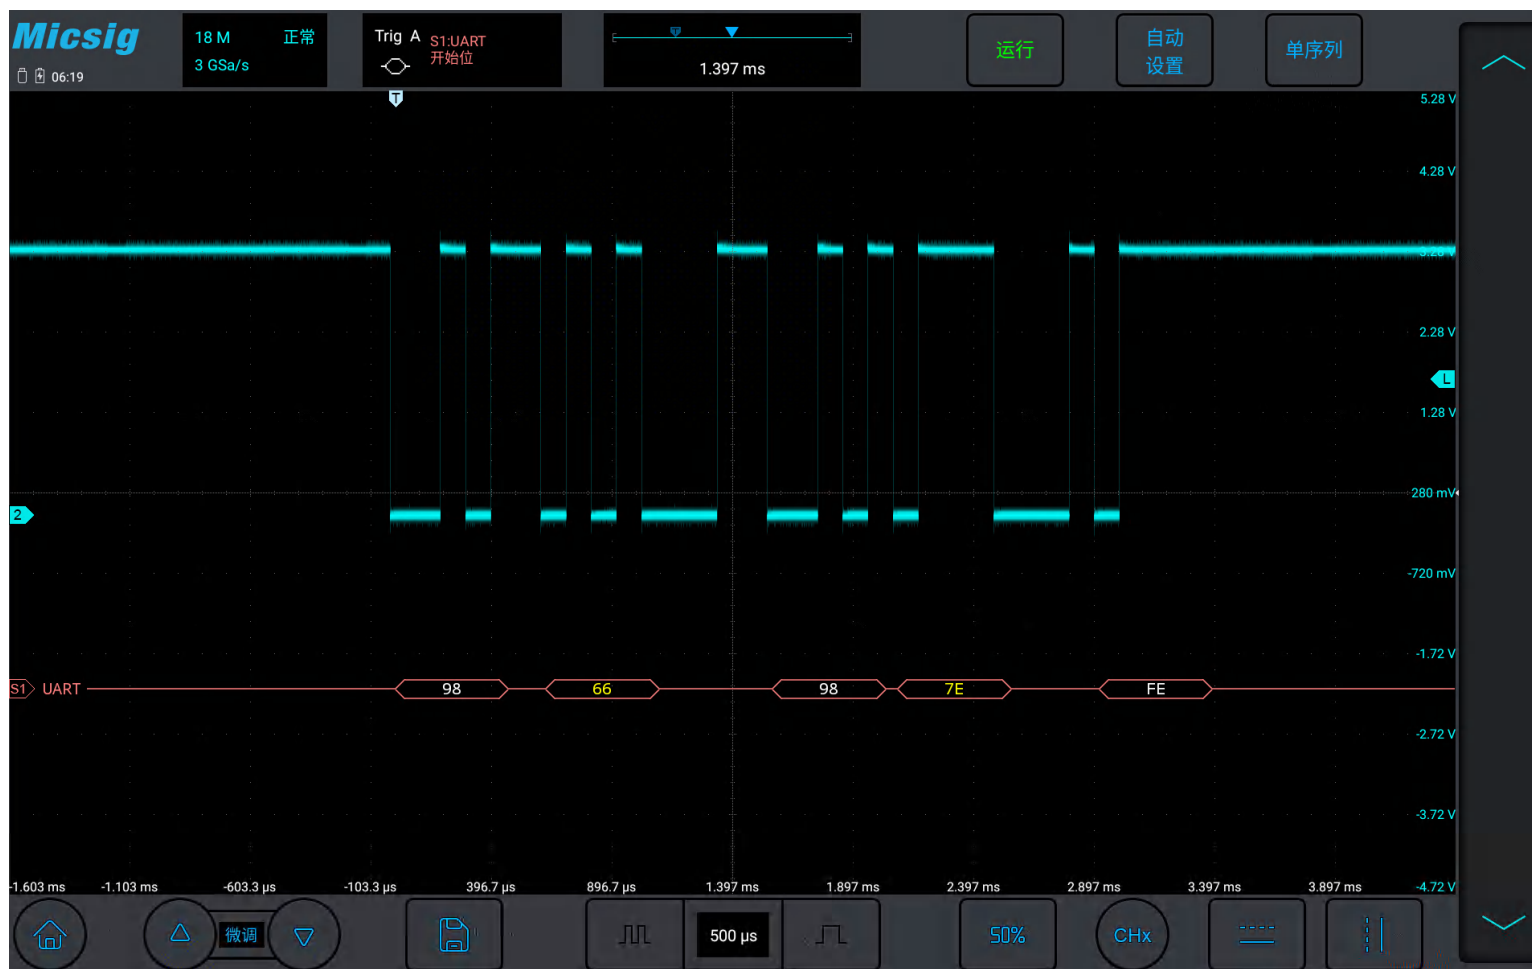 Micsig
06:19
18 M 正常
3 GSa/s
Trig A S1:UART
开始位
T
1.397 ms
运行
自动
设置
单序列
T
5.28 V
4.28 V
3.28 V
2.28 V
L
1.28 V
280 mV
2
-720 mV
-1.72 V
S1 UART 98 66 98 7E FE
-2.72 V
-3.72 V
-4.72 V
-1.603 ms -1.103 ms -603.3 µs -103.3 µs 396.7 µs 896.7 µs 1.397 ms 1.897 ms 2.397 ms 2.897 ms 3.397 ms 3.897 ms
微调
500 µs
50%
CHx